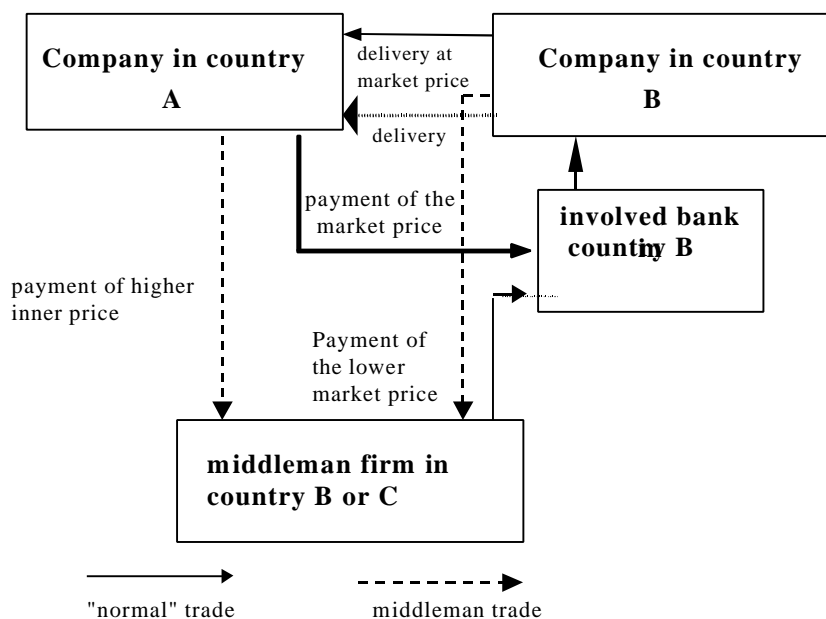 Company in country
A
delivery at
market price
Company in country
B
delivery
payment of the
market price
involved bank
in
country B
payment of higher
inner price
Payment of
the lower
market price
middleman firm in
country B or C
"normal" trade
middleman trade